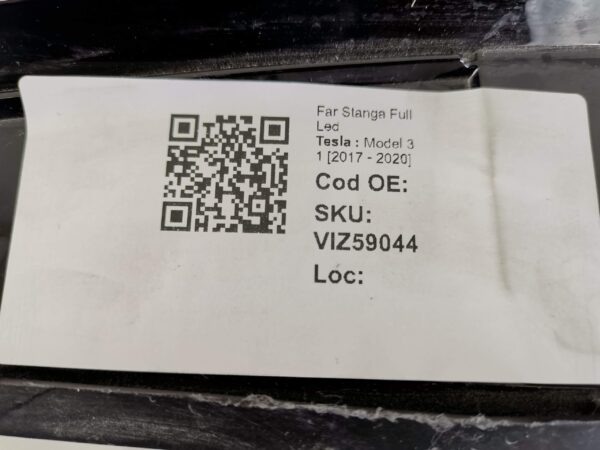 Far Stanga Full
Led
Tesla : Model 3
1 [2017 - 2020]
Cod OE:
SKU:
VIZ59044
Loc: